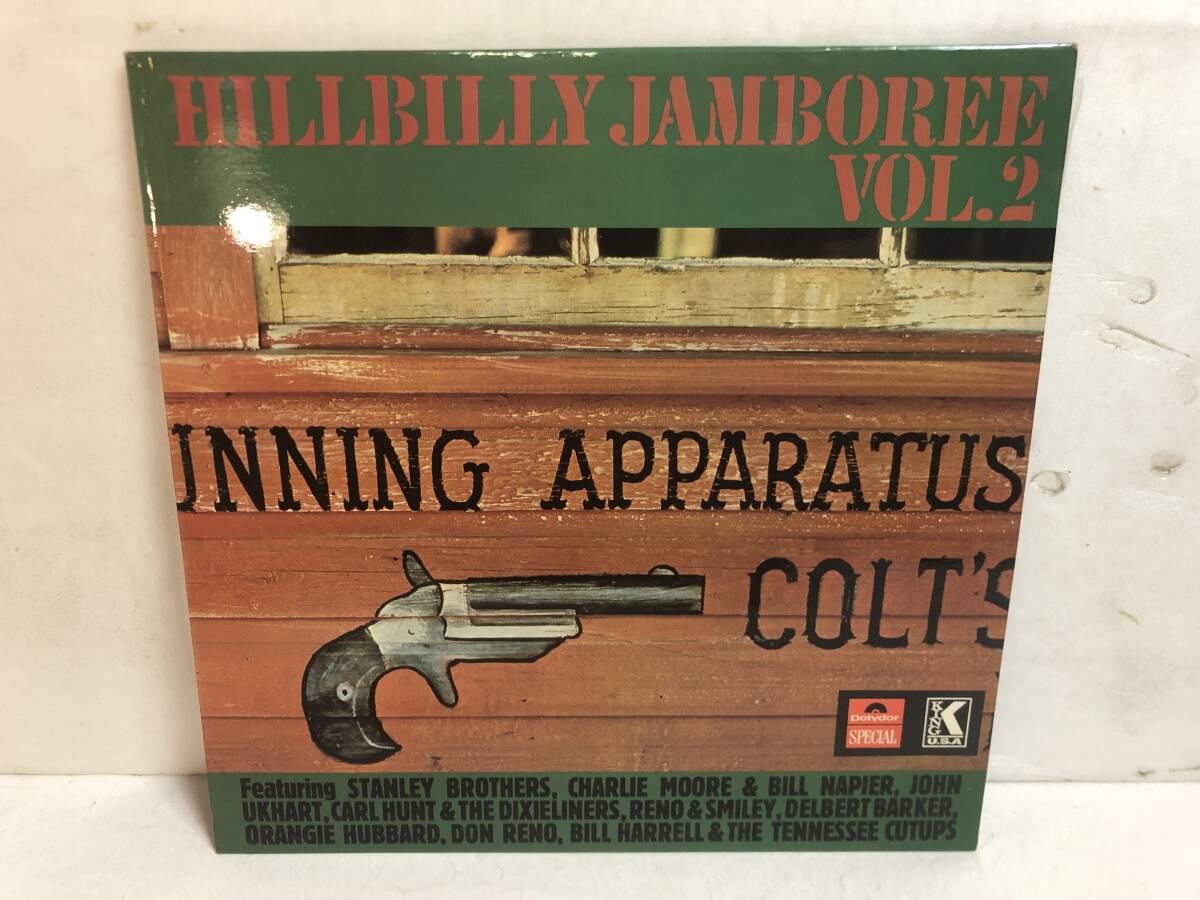 HILLBILLY JAMBOREE
VOL.2
UNNING APPARATUS
COLT'S
Polydor
SPECIAL
KING
K
U.S.A
Featuring STANLEY BROTHERS, CHARLIE MOORE & BILL NAPIER, JOHN
UKHART, CARL HUNT & THE DIXIELINERS, RENO & SMILEY, DELBERT BARKER,
ORANGIE HUBBARD, DON RENO, BILL HARRELL & THE TENNESSEE CUTUPS